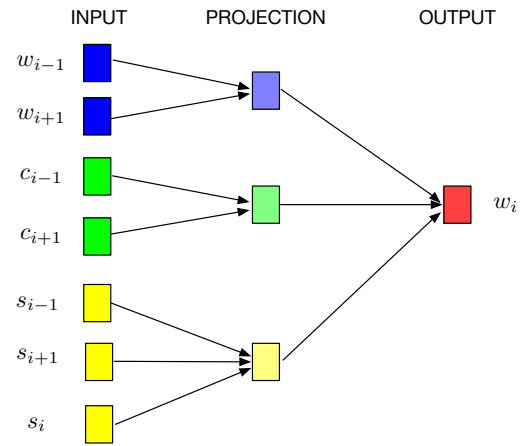 INPUT PROJECTION OUTPUT
w_{i-1}
w_{i+1}
c_{i-1}
c_{i+1}
w_i
s_{i-1}
s_{i+1}
s_i